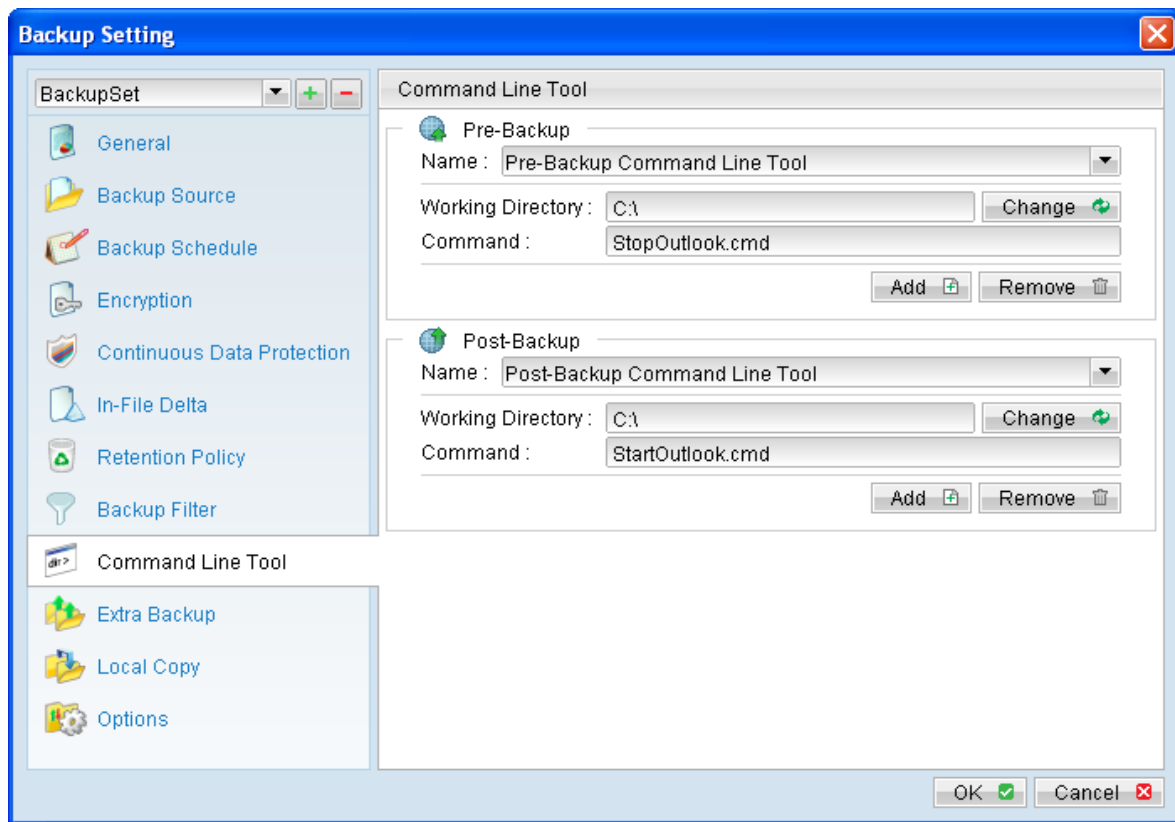 Backup Setting
BackupSet
General
Backup Source
Backup Schedule
Encryption
Continuous Data Protection
In-File Delta
Retention Policy
Backup Filter
dir>
Command Line Tool
Extra Backup
Local Copy
Options
Command Line Tool
Pre-Backup
Name : Pre-Backup Command Line Tool
Working Directory : C:\ Change
Command : StopOutlook.cmd
Add Remove
Post-Backup
Name : Post-Backup Command Line Tool
Working Directory : C:\ Change
Command : StartOutlook.cmd
Add Remove
OK Cancel